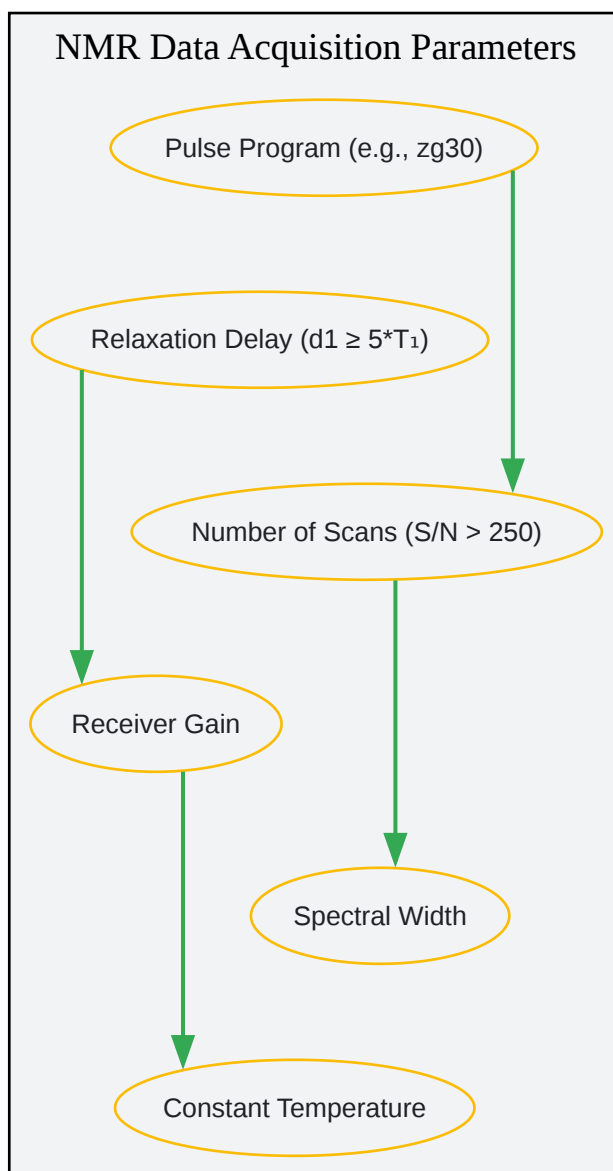 NMR Data Acquisition Parameters
Pulse Program (e.g., zg30)
Relaxation Delay (d1 ≥ 5*T₁)
Number of Scans (S/N > 250)
Receiver Gain
Spectral Width
Constant Temperature